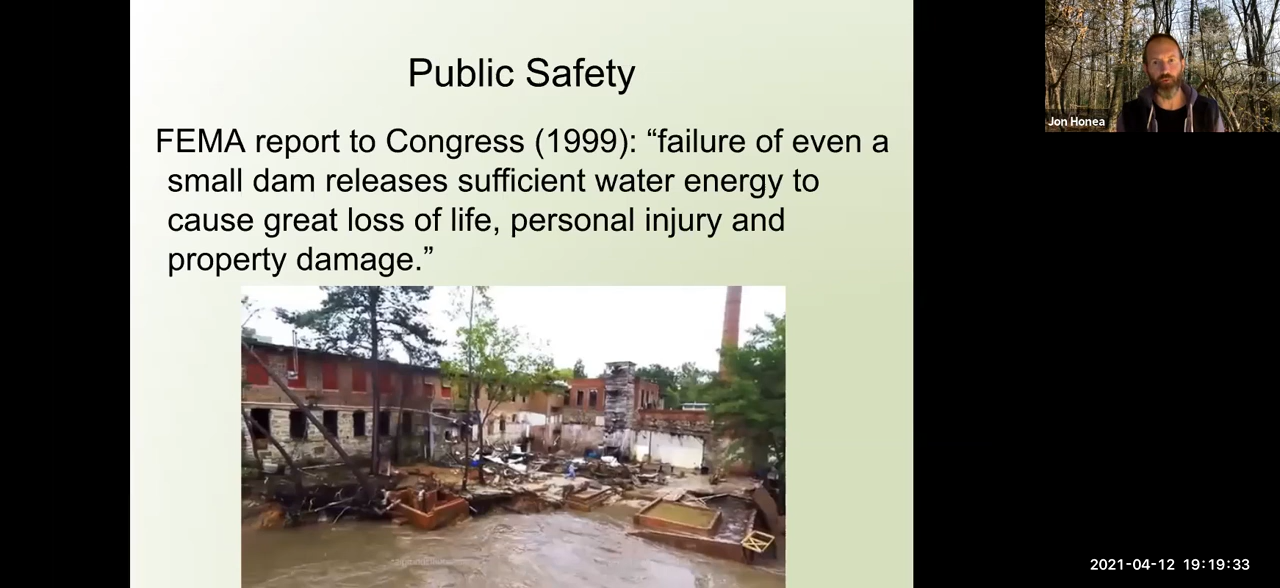 Public Safety
FEMA report to Congress (1999): “failure of even a
small dam releases sufficient water energy to
cause great loss of life, personal injury and
property damage.”
Jon Honea
2021-04-12 19:19:33